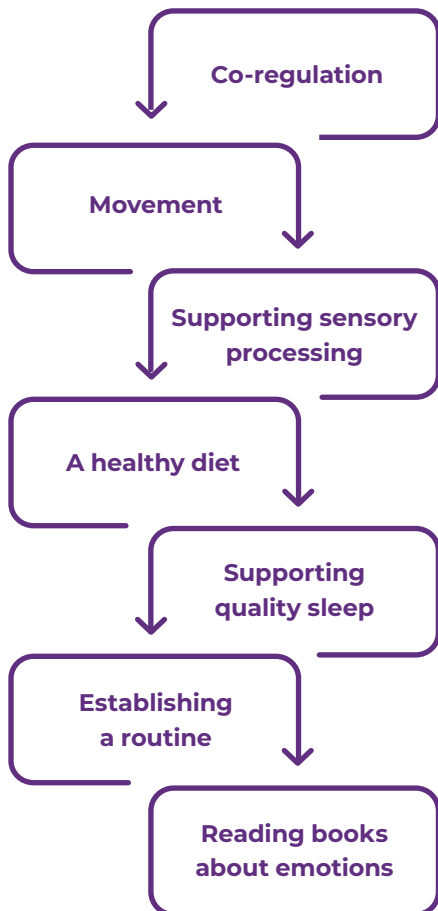 Co-regulation
Movement
Supporting sensory
processing
A healthy diet
Supporting
quality sleep
Establishing
a routine
Reading books
about emotions